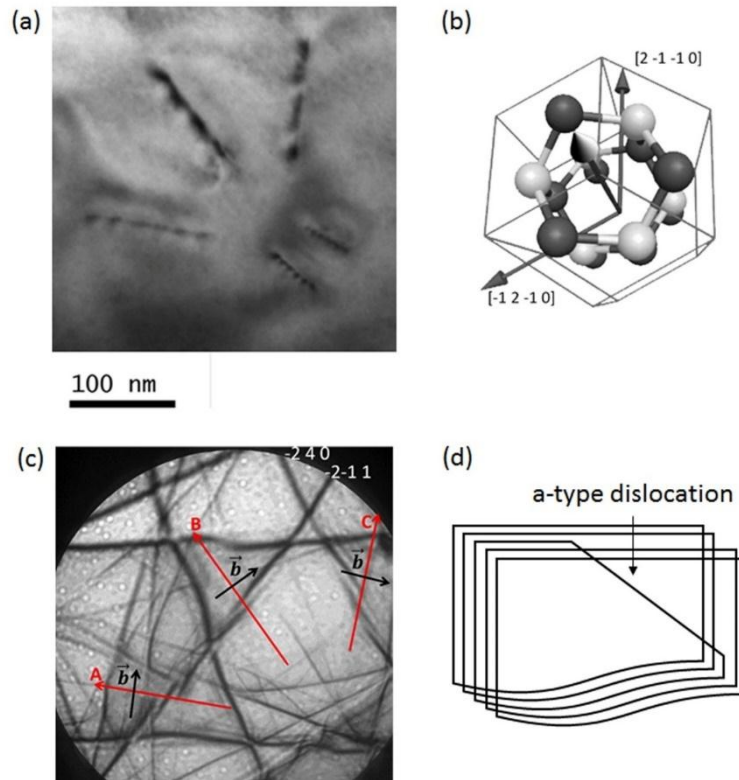 (a)
(b)
[2 -1 -1 0]
[-1 2 -1 0]
100 nm
(c)
(d)
-2 4 0
-2-1 1
B
C
b
b
A
b
a-type dislocation